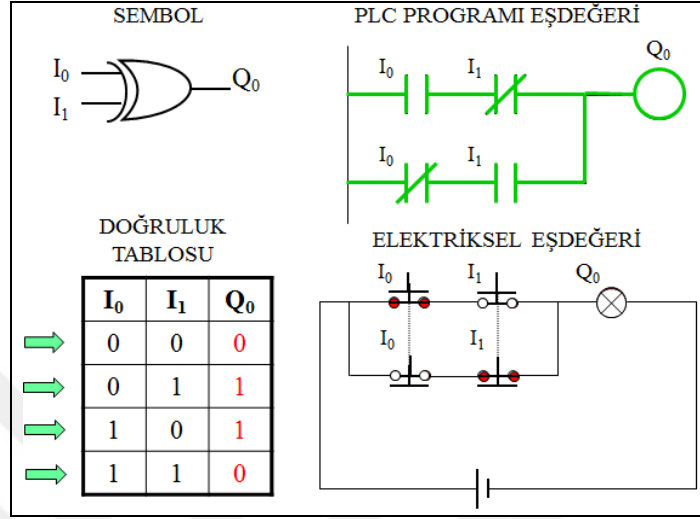 SEMBOL
I0
I1
Q0
PLC PROGRAMI EŞDEĞERİ
I0 I1 Q0
I0 I1
DOĞRULUK
TABLOSU
I0 I1 Q0
0 0 0
0 1 1
1 0 1
1 1 0
ELEKTRİKSEL EŞDEĞERİ
I0 I1 Q0
I0 I1